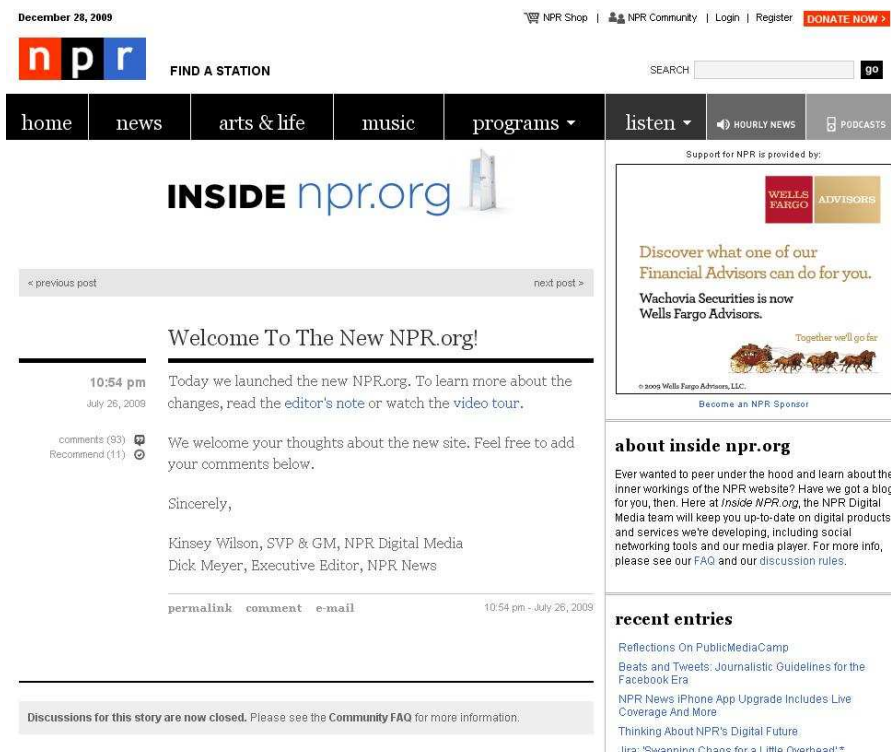 December 28, 2009
NPR Shop | NPR Community | Login | Register DONATE NOW >
npr
FIND A STATION
SEARCH go
home news arts & life music programs listen HOURLY NEWS PODCASTS
INSIDE npr.org
« previous post next post »
Welcome To The New NPR.org!
10:54 pm
July 26, 2009
comments (93)
Recommend (11)
Today we launched the new NPR.org. To learn more about the
changes, read the editor's note or watch the video tour.
We welcome your thoughts about the new site. Feel free to add
your comments below.
Sincerely,
Kinsey Wilson, SVP & GM, NPR Digital Media
Dick Meyer, Executive Editor, NPR News
permalink comment e-mail 10:54 pm - July 26, 2009
Discussions for this story are now closed. Please see the Community FAQ for more information.
Support for NPR is provided by:
WELLS
FARGO
ADVISORS
Discover what one of our
Financial Advisors can do for you.
Wachovia Securities is now
Wells Fargo Advisors.
Together we'll go far
© 2009 Wells Fargo Advisors, LLC.
Become an NPR Sponsor
about inside npr.org
Ever wanted to peer under the hood and learn about the
inner workings of the NPR website? Have we got a blog
for you, then. Here at Inside NPR.org, the NPR Digital
Media team will keep you up-to-date on digital products
and services we're developing, including social
networking tools and our media player. For more info,
please see our FAQ and our discussion rules.
recent entries
Reflections On PublicMediaCamp
Beats and Tweets: Journalistic Guidelines for the
Facebook Era
NPR News iPhone App Upgrade Includes Live
Coverage And More
Thinking About NPR's Digital Future
Jira: 'Swapping Chaos for a Little Overhead'*